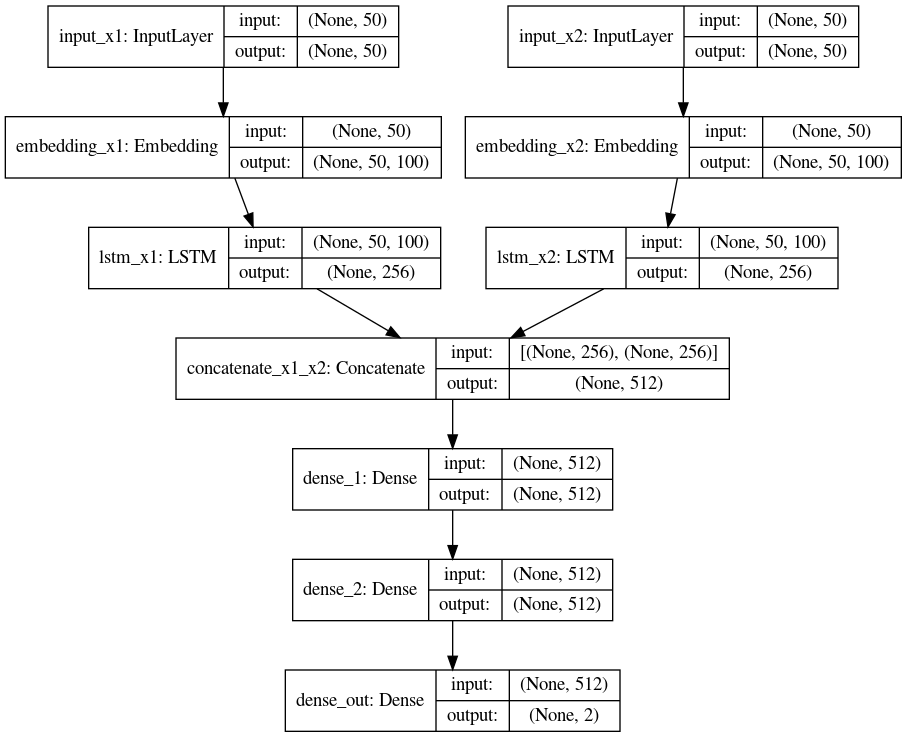 input_x1: InputLayer
input: (None, 50)
output: (None, 50)
input_x2: InputLayer
input: (None, 50)
output: (None, 50)
embedding_x1: Embedding
input: (None, 50)
output: (None, 50, 100)
embedding_x2: Embedding
input: (None, 50)
output: (None, 50, 100)
lstm_x1: LSTM
input: (None, 50, 100)
output: (None, 256)
lstm_x2: LSTM
input: (None, 50, 100)
output: (None, 256)
concatenate_x1_x2: Concatenate
input: [(None, 256), (None, 256)]
output: (None, 512)
dense_1: Dense
input: (None, 512)
output: (None, 512)
dense_2: Dense
input: (None, 512)
output: (None, 512)
dense_out: Dense
input: (None, 512)
output: (None, 2)